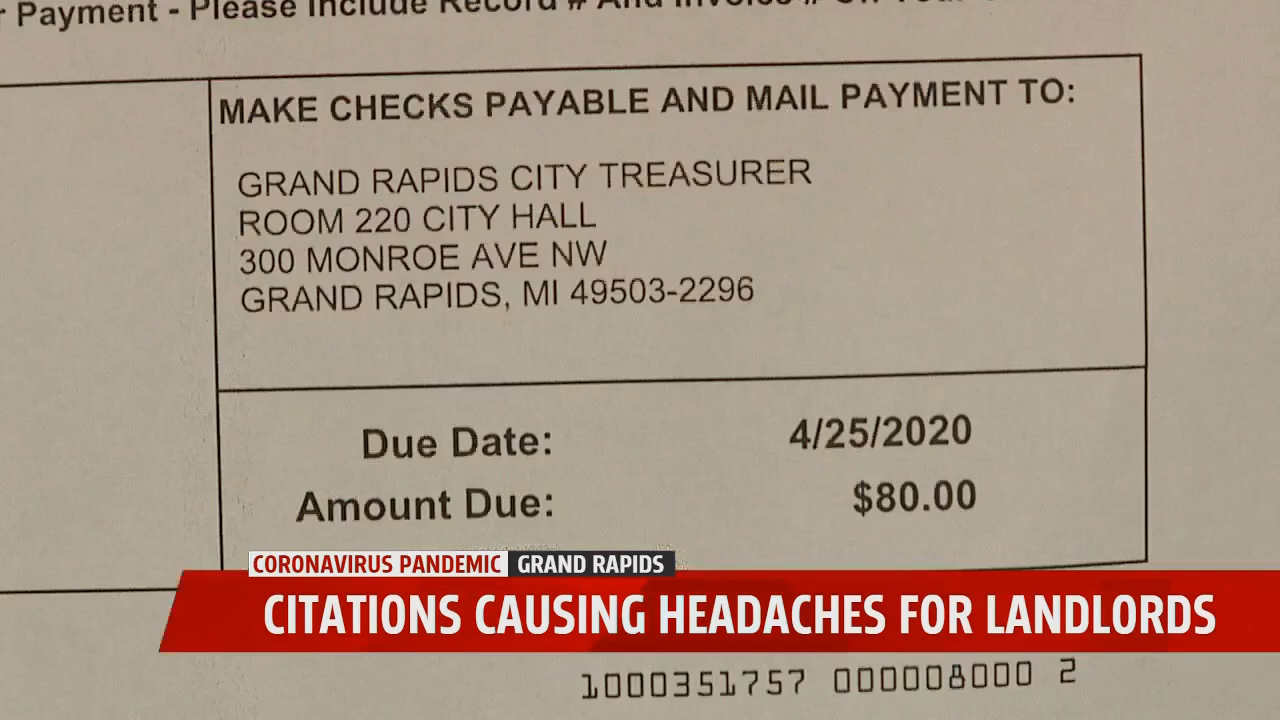 Payment - Please Include Record # And Invoice # On
MAKE CHECKS PAYABLE AND MAIL PAYMENT TO:
GRAND RAPIDS CITY TREASURER
ROOM 220 CITY HALL
300 MONROE AVE NW
GRAND RAPIDS, MI 49503-2296
Due Date: 4/25/2020
Amount Due: $80.00
CORONAVIRUS PANDEMIC GRAND RAPIDS
CITATIONS CAUSING HEADACHES FOR LANDLORDS
1000351757 000008000 2